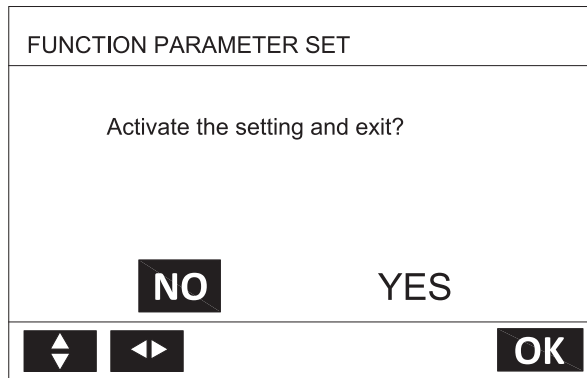 FUNCTION PARAMETER SET
Activate the setting and exit?
NO YES
OK